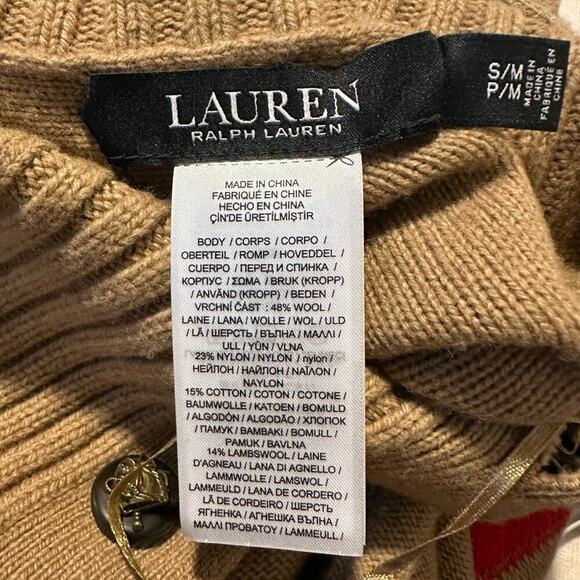 LAUREN
RALPH LAUREN
S/M
P/M
MADE IN
CHINA
FABRIQUÉ EN
CHINE
MADE IN CHINA
FABRIQUÉ EN CHINE
HECHO EN CHINA
ÇİN'DE ÜRETİLMİŞTİR
BODY / CORPS / CORPO /
OBERTEIL / ROMP / HOVEDDEL /
CUERPO / ПЕРЕД И СПИНКА /
КОРПУС / ΣΩΜΑ / BRUK (KROPP)
/ ANVÄND (KROPP) / BEDEN /
VRCHNÍ ČÁST : 48% WOOL /
LAINE / LANA / WOLLE / WOL / ULD
/ LÃ / ШЕРСТЬ / ВЪЛНА / ΜΑΛΛΙ /
ULL / YÜN / VLNA
23% NYLON / NYLON / nylon /
НЕЙЛОН / НАЙЛОН / ΝΑΪΛΟΝ /
NAYLON
15% COTTON / COTON / COTONE /
BAUMWOLLE / KATOEN / BOMULD
/ ALGODÓN / ALGODÃO / ХЛОПОК
/ ПАМУК / ΒΑΜΒΑΚΙ / BOMULL /
PAMUK / BAVLNA
14% LAMBSWOOL / LAINE
D'AGNEAU / LANA DI AGNELLO /
LAMMWOLLE / LAMSWOL /
LAMMEULD / LANA DE CORDERO /
LÃ DE CORDEIRO / ШЕРСТЬ
ЯГНЯЧЬЯ / АГНЕШКА ВЪЛНА /
ΜΑΛΛΙ ΠΡΟΒΑΤΟΥ / LAMMEULL /